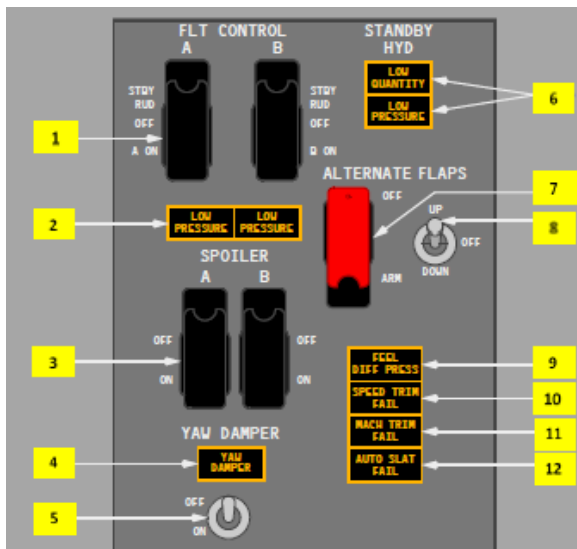 FLT CONTROL
A B
STANDBY
HYD
LOW
QUANTITY
LOW
PRESSURE
6
STBY
RUD
OFF
A ON
STBY
RUD
OFF
B ON
1
ALTERNATE FLAPS
OFF
ARM
7
UP
OFF
DOWN
8
2
LOW
PRESSURE
LOW
PRESSURE
SPOILER
A B
OFF
ON
OFF
ON
3
FEEL
DIFF PRESS
9
SPEED TRIM
FAIL
10
MACH TRIM
FAIL
11
AUTO SLAT
FAIL
12
YAW DAMPER
YAW
DAMPER
4
OFF
ON
5